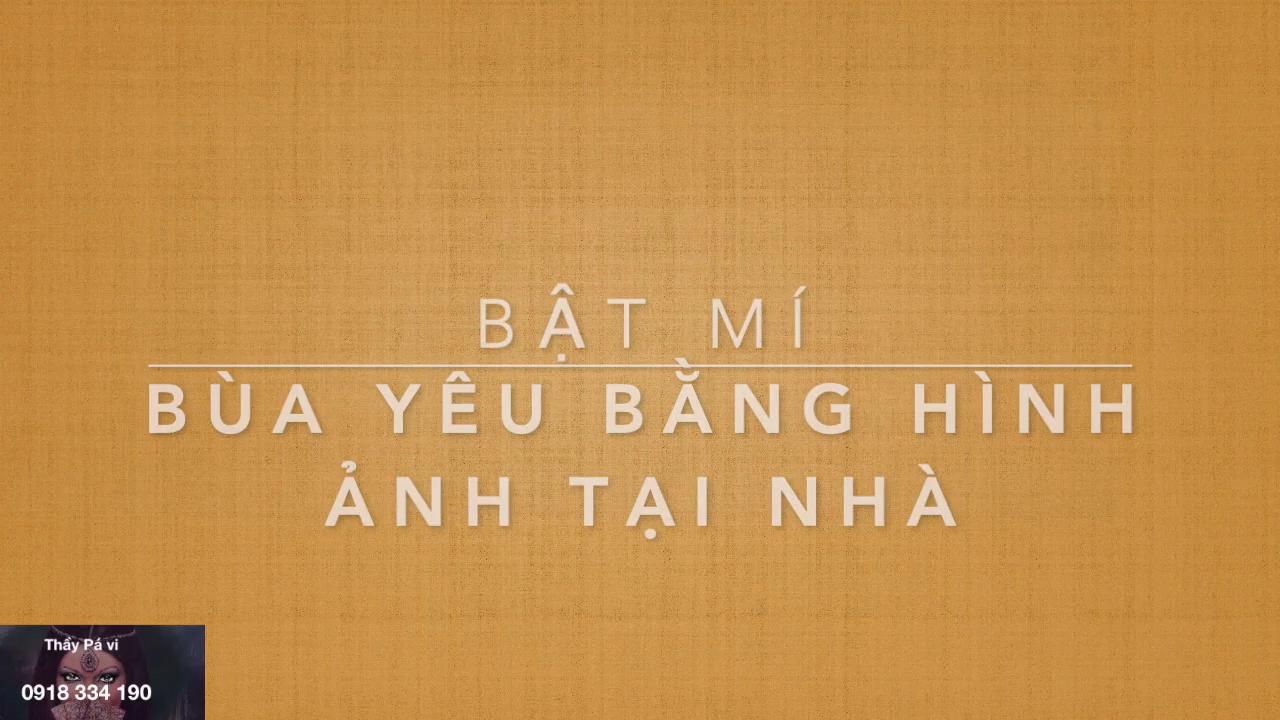 BẬT MÍ
BÙA YÊU BẰNG HÌNH
ẢNH TẠI NHÀ
Thầy Pá vi
0918 334 190